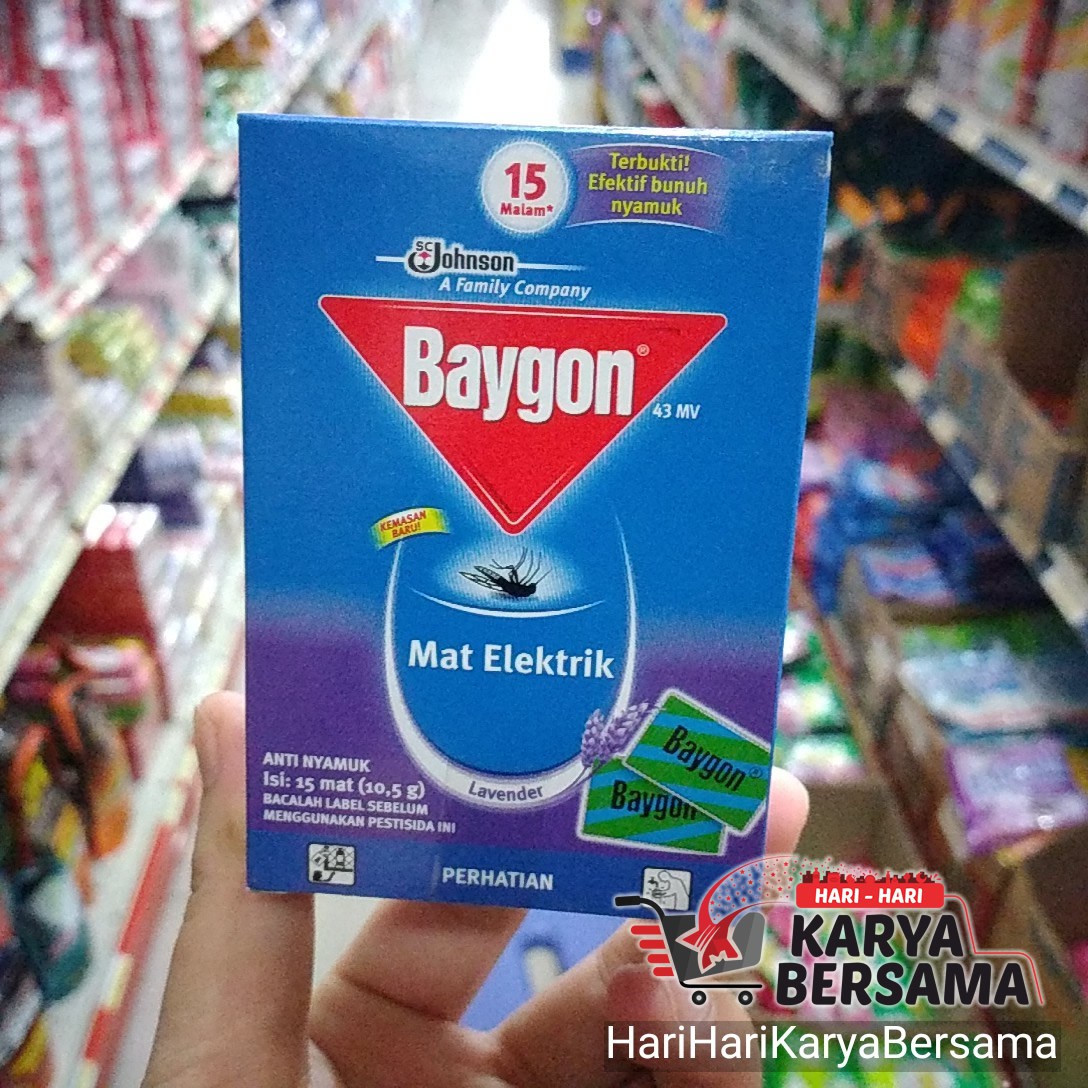 15
Malam*
Terbukti!
Efektif bunuh
nyamuk
SC Johnson
A Family Company
Baygon®
43 MV
KEMASAN
BARU!
Mat Elektrik
Lavender
Baygon®
Baygon
ANTI NYAMUK
Isi: 15 mat (10,5 g)
BACALAH LABEL SEBELUM
MENGGUNAKAN PESTISIDA INI
PERHATIAN
HARI - HARI
KARYA
BERSAMA
HariHariKaryaBersama